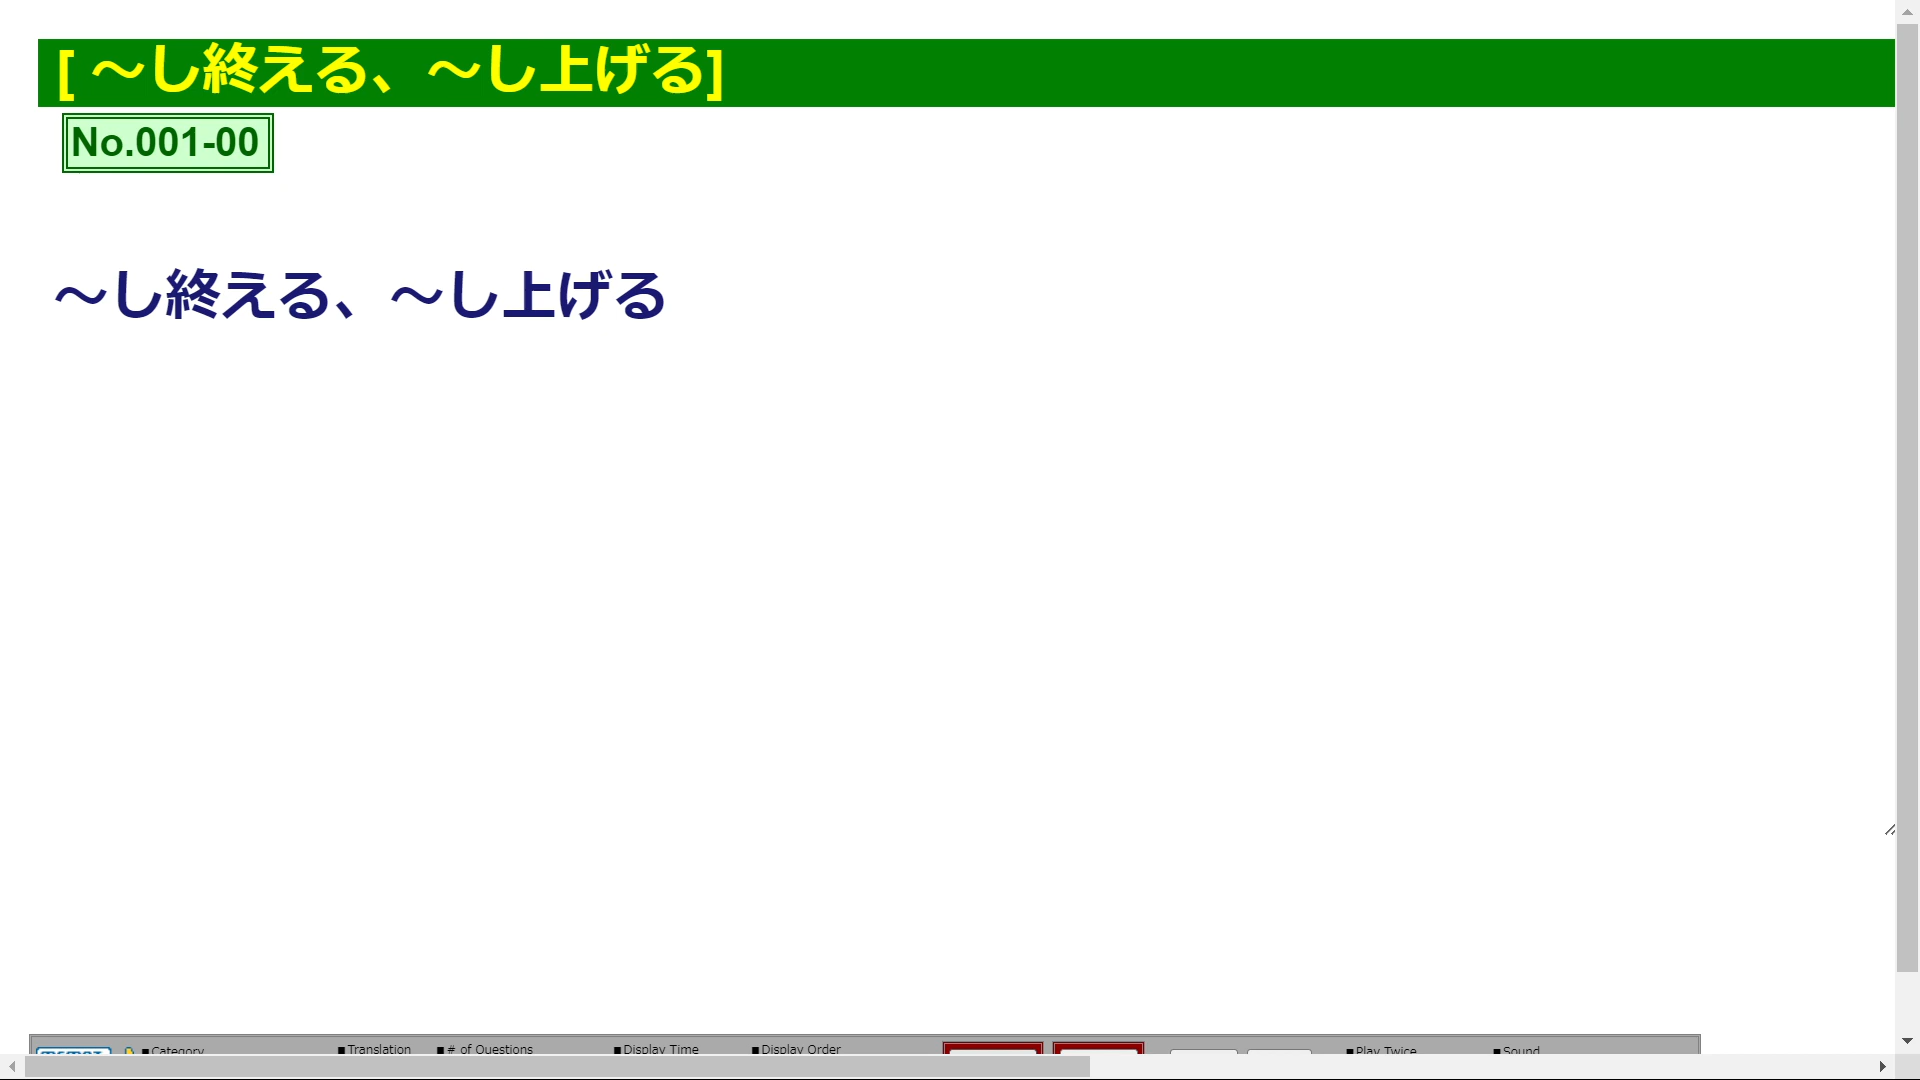 [ ～し終える、～し上げる]
No.001-00
～し終える、～し上げる
■Category ■Translation ■# of Questions ■Display Time ■Display Order ■Play Twice ■Sound